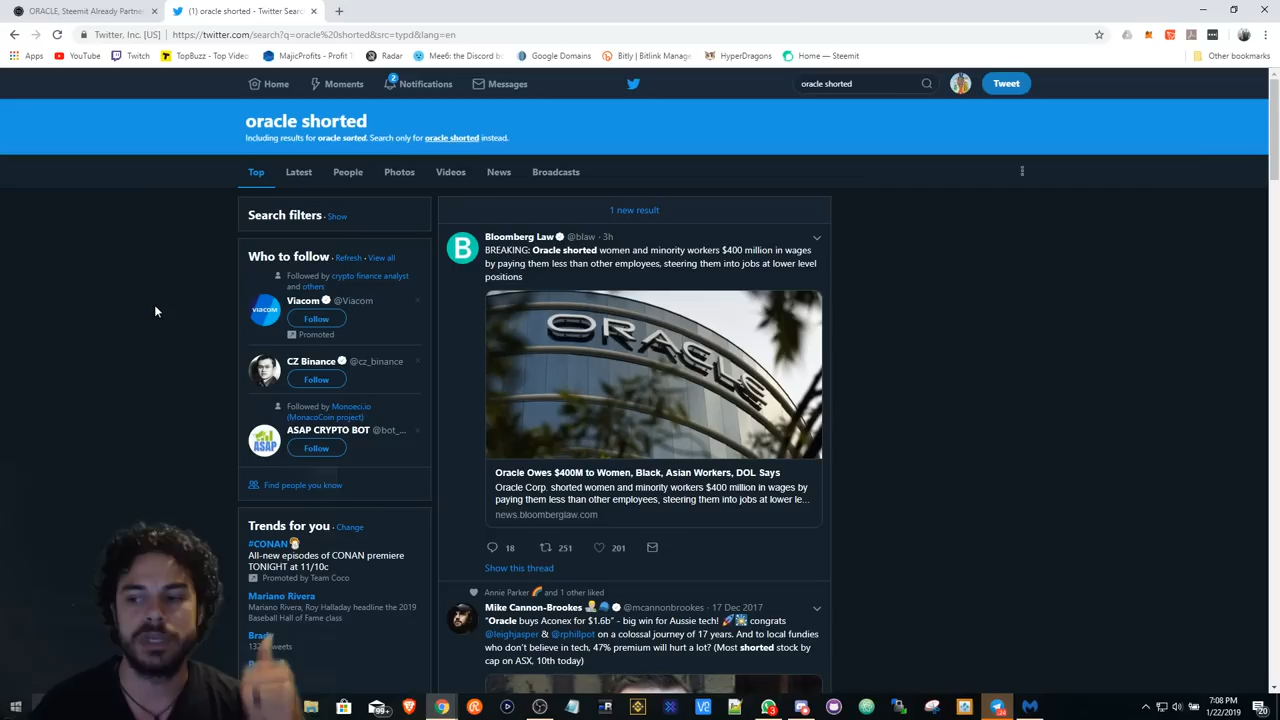 ORACLE, Steemit Already Partne
(1) oracle shorted - Twitter Sear
Twitter, Inc. [US]
https://twitter.com/search?q=oracle%20shorted&src=typd&lang=en
Apps
YouTube
Twitch
TopBuzz - Top Video
MajicProfits - Profit T
Radar
Mee6: the Discord bo
Google Domains
Bitly | Bitlink Manage
HyperDragons
Home — Steemit
Other bookmarks
Home
Moments
2
Notifications
Messages
oracle shorted
Tweet
oracle shorted
Including results for oracle sorted. Search only for oracle shorted instead.
Top
Latest
People
Photos
Videos
News
Broadcasts
Search filters · Show
Who to follow · Refresh · View all
Followed by crypto finance analyst
and others
Viacom @Viacom
viacom
Follow
Promoted
CZ Binance @cz_binance
Follow
Followed by Monoeci.io
(MonacoCoin project)
ASAP CRYPTO BOT @bot_...
ASAP
Follow
Find people you know
Trends for you · Change
#CONAN
All-new episodes of CONAN premiere
TONIGHT at 11/10c
Promoted by Team Coco
Mariano Rivera
Mariano Rivera, Roy Halladay headline the 2019
Baseball Hall of Fame class
1 new result
B
Bloomberg Law @blaw · 3h
BREAKING: Oracle shorted women and minority workers $400 million in wages
by paying them less than other employees, steering them into jobs at lower level
positions
ORACLE
Oracle Owes $400M to Women, Black, Asian Workers, DOL Says
Oracle Corp. shorted women and minority workers $400 million in wages by
paying them less than other employees, steering them into jobs at lower le...
news.bloomberglaw.com
18
251
201
Show this thread
Annie Parker and 1 other liked
Mike Cannon-Brookes @mcannonbrookes · 17 Dec 2017
"Oracle buys Aconex for $1.6b" - big win for Aussie tech! congrats
@leighjasper & @rphillpot on a colossal journey of 17 years. And to local fundies
who don't believe in tech, 47% premium will hurt a lot? (Most shorted stock by
cap on ASX, 10th today)
99+
7:08 PM
1/22/2019